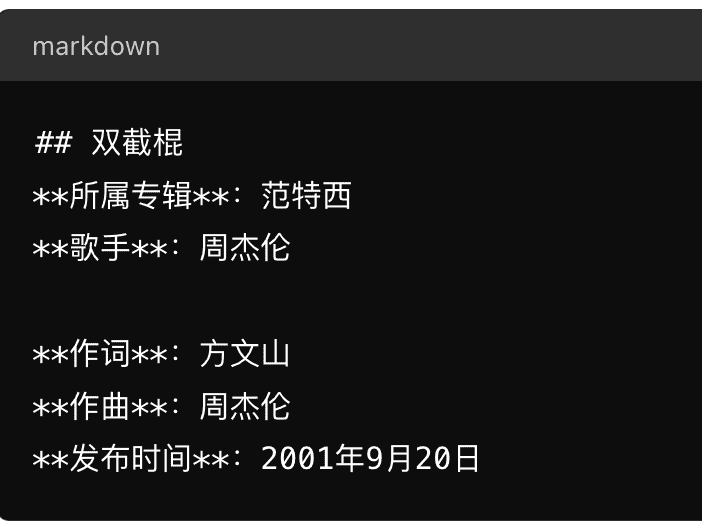 markdown
## 双截棍
**所属专辑**: 范特西
**歌手**: 周杰伦
**作词**: 方文山
**作曲**: 周杰伦
**发布时间**: 2001年9月20日